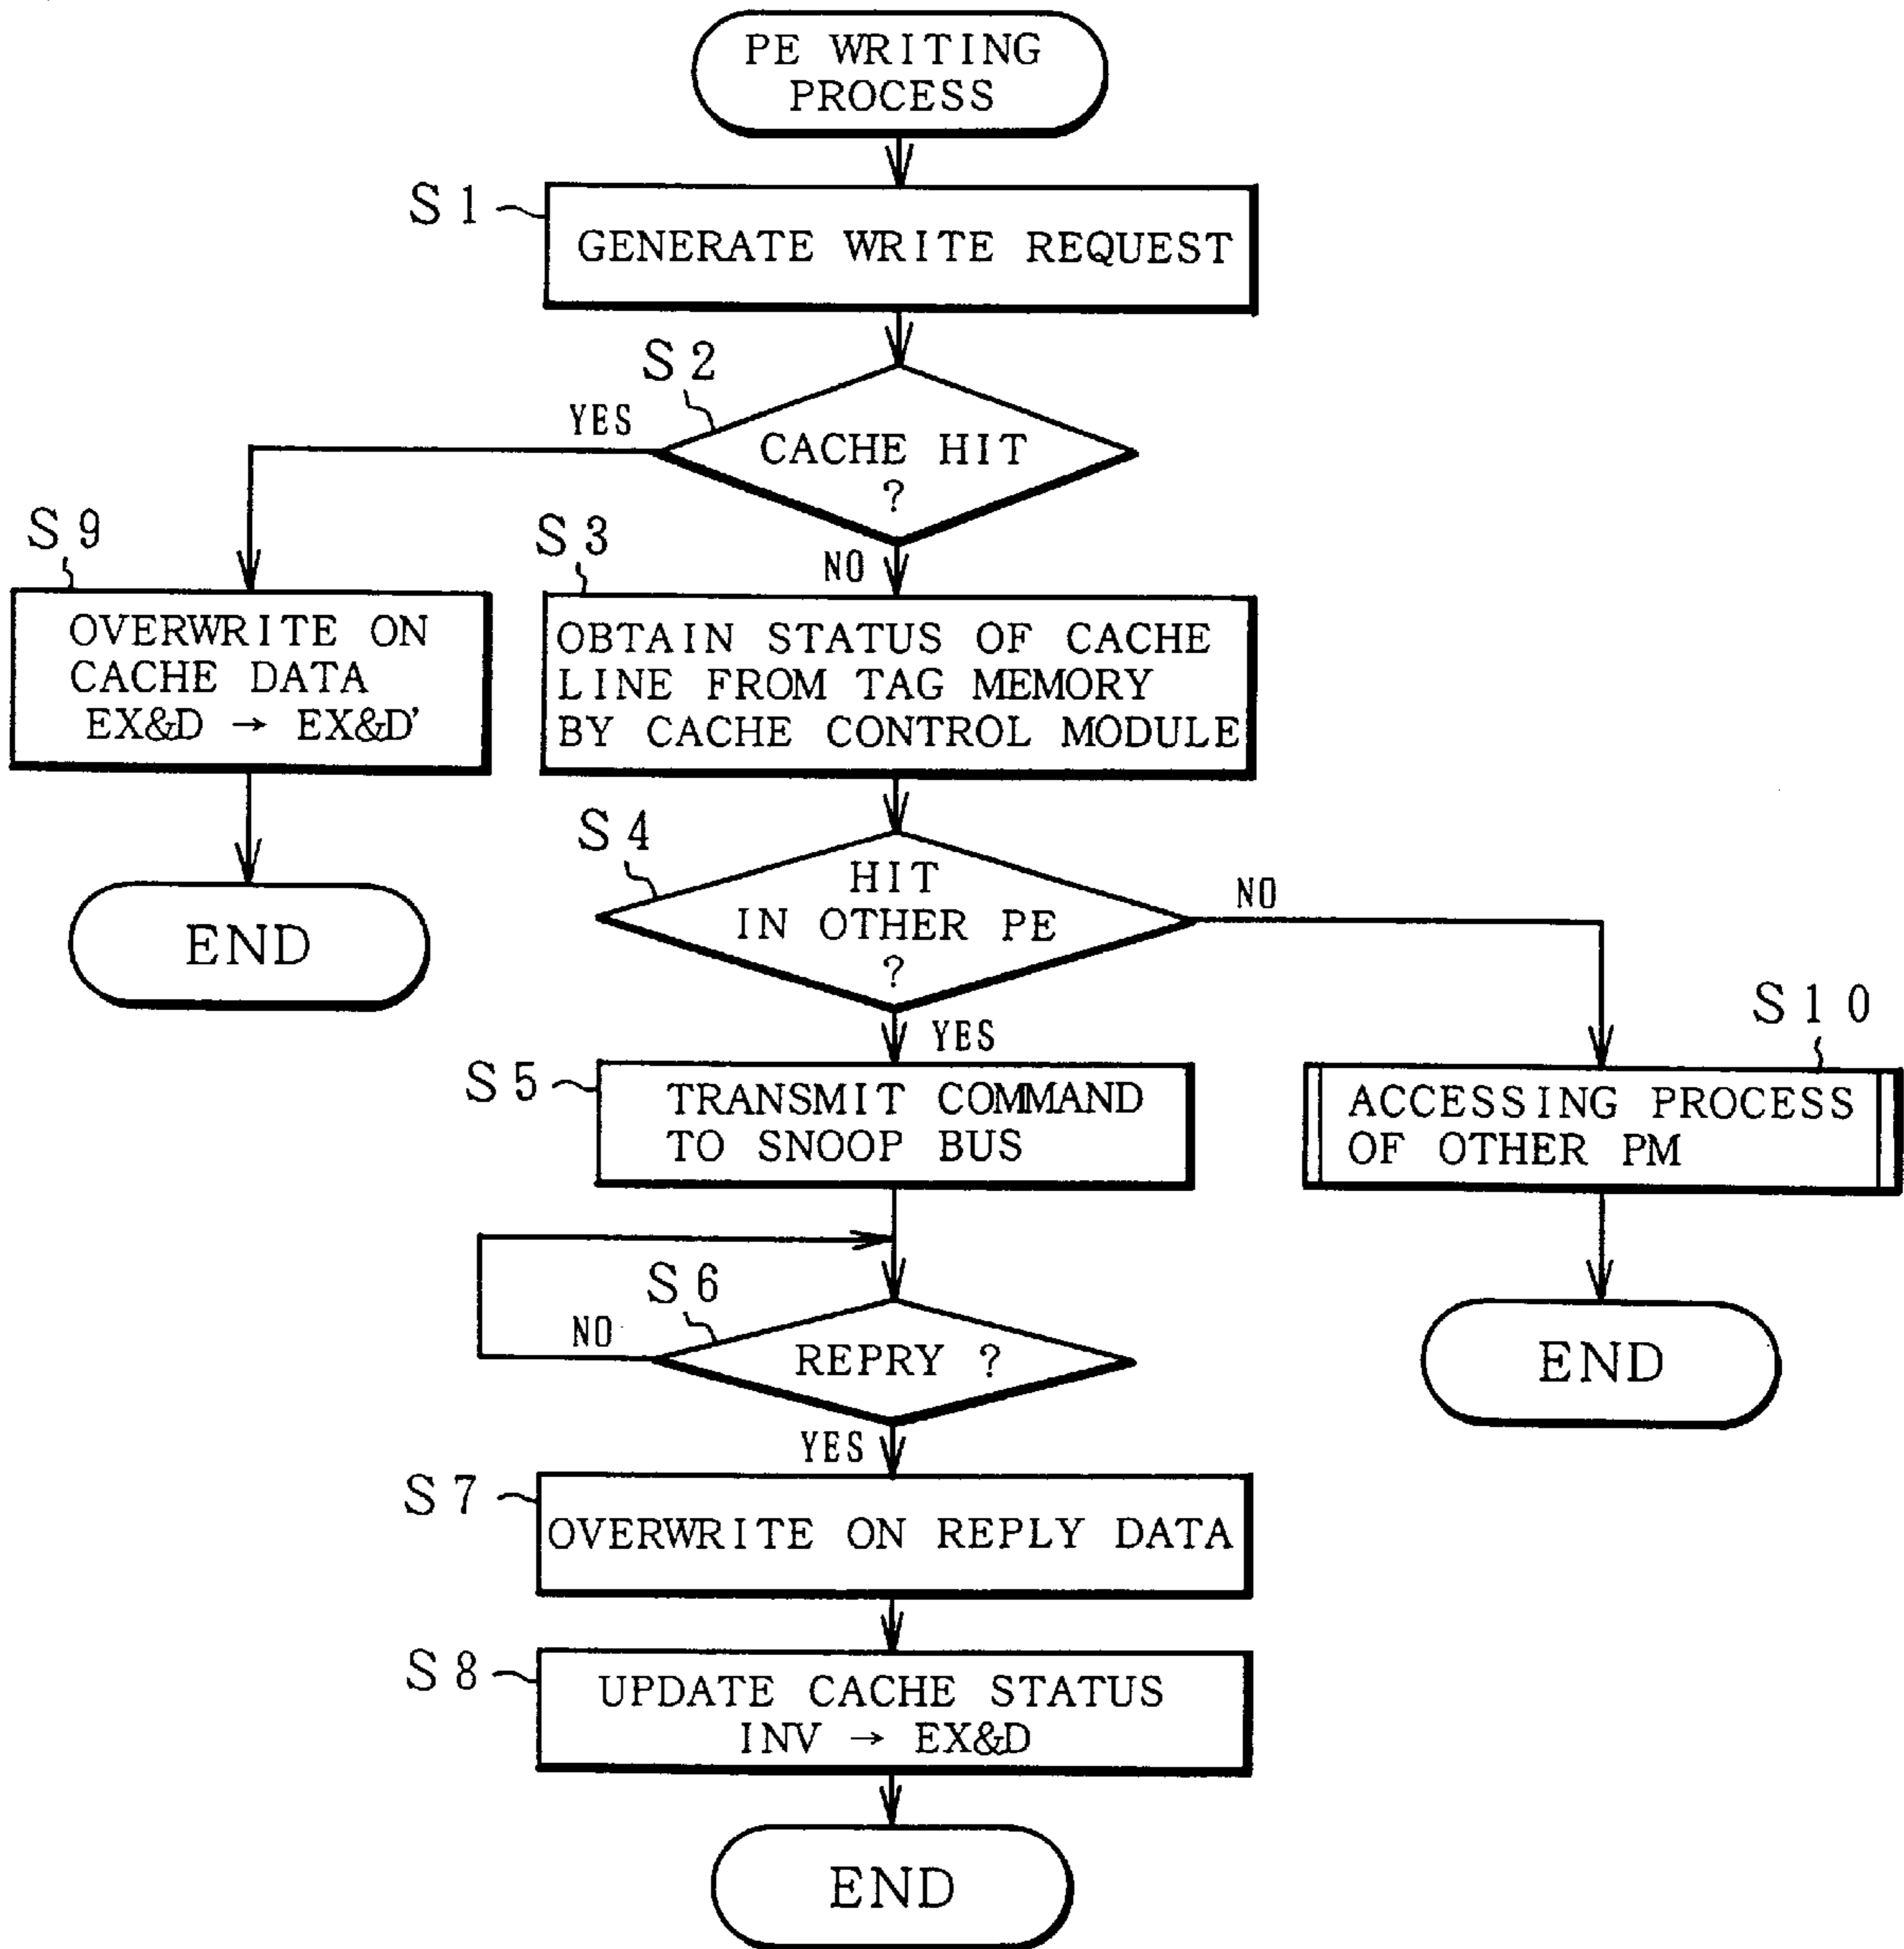 PE WRITING
PROCESS
S1
GENERATE WRITE REQUEST
S2
YES
CACHE HIT
?
NO
S9
OVERWRITE ON
CACHE DATA
EX&D → EX&D'
END
S3
OBTAIN STATUS OF CACHE
LINE FROM TAG MEMORY
BY CACHE CONTROL MODULE
S4
HIT
IN OTHER PE
?
NO
YES
S10
ACCESSING PROCESS
OF OTHER PM
END
S5
TRANSMIT COMMAND
TO SNOOP BUS
S6
NO
REPRY ?
YES
S7
OVERWRITE ON REPLY DATA
S8
UPDATE CACHE STATUS
INV → EX&D
END